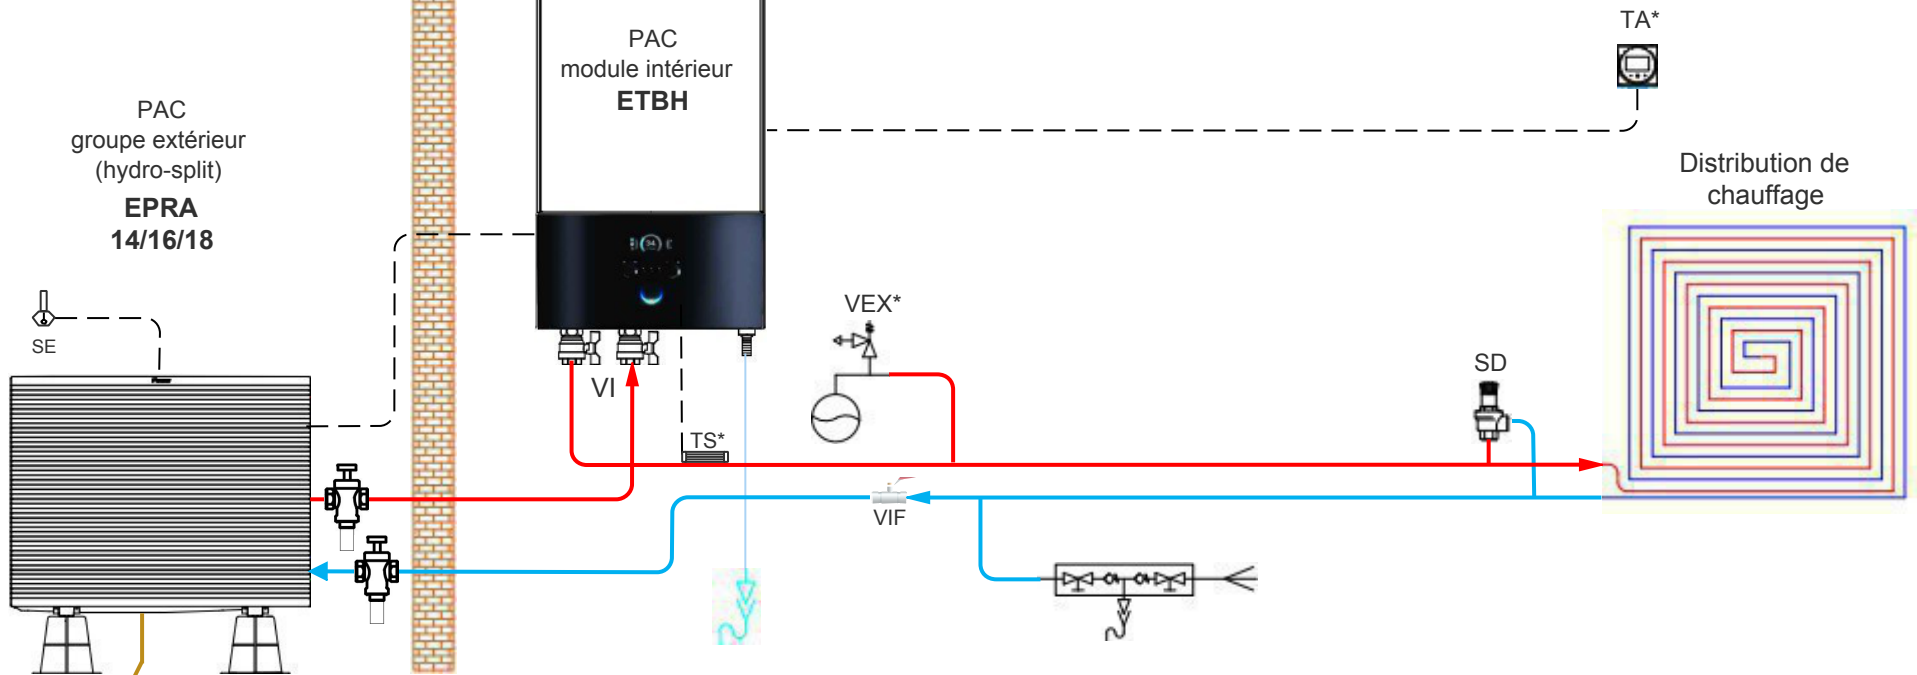 PAC
module intérieur
ETBH
TA*
PAC
groupe extérieur
(hydro-split)
EPRA
14/16/18
Distribution de
chauffage
SE
VEX*
VI
SD
TS*
VIF